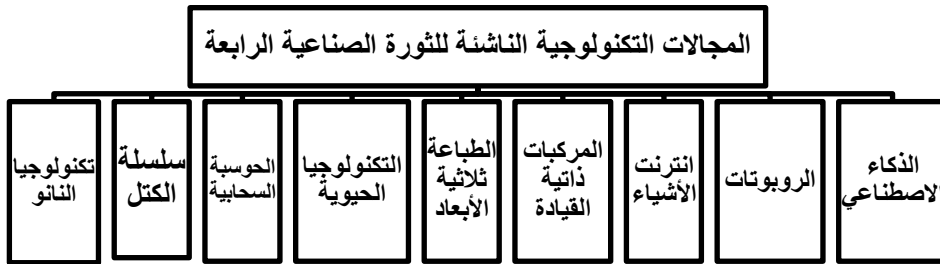 المجالات التكنولوجية الناشئة للثورة الصناعية الرابعة
الذكاء
الاصطناعي
الروبوتات
انترنت
الأشياء
المركبات
ذاتية
القيادة
الطباعة
ثلاثية
الأبعاد
التكنولوجيا
الحيوية
الحوسبة
السحابية
سلسلة
الكتل
تكنولوجيا
النانو